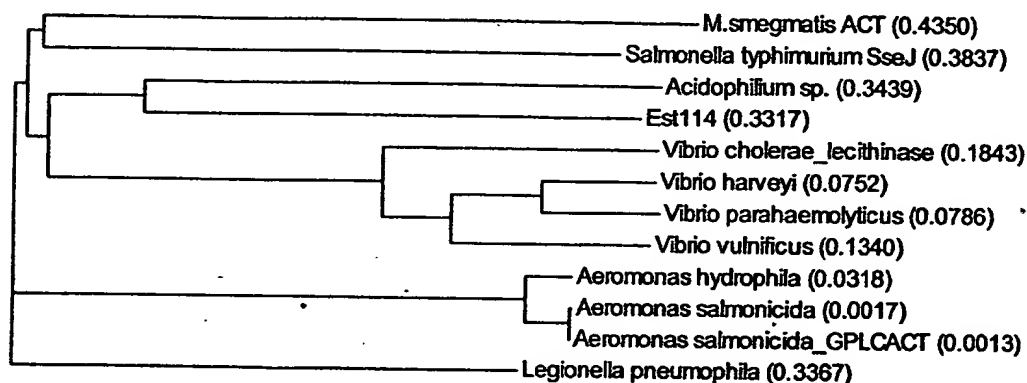 M.smegmatis ACT (0.4350)
Salmonella typhimurium SseJ (0.3837)
Acidophilium sp. (0.3439)
Est114 (0.3317)
Vibrio cholerae_lecithinase (0.1843)
Vibrio harveyi (0.0752)
Vibrio parahaemolyticus (0.0786)
Vibrio vulnificus (0.1340)
Aeromonas hydrophila (0.0318)
Aeromonas salmonicida (0.0017)
Aeromonas salmonicida_GPLCACT (0.0013)
Legionella pneumophila (0.3367)